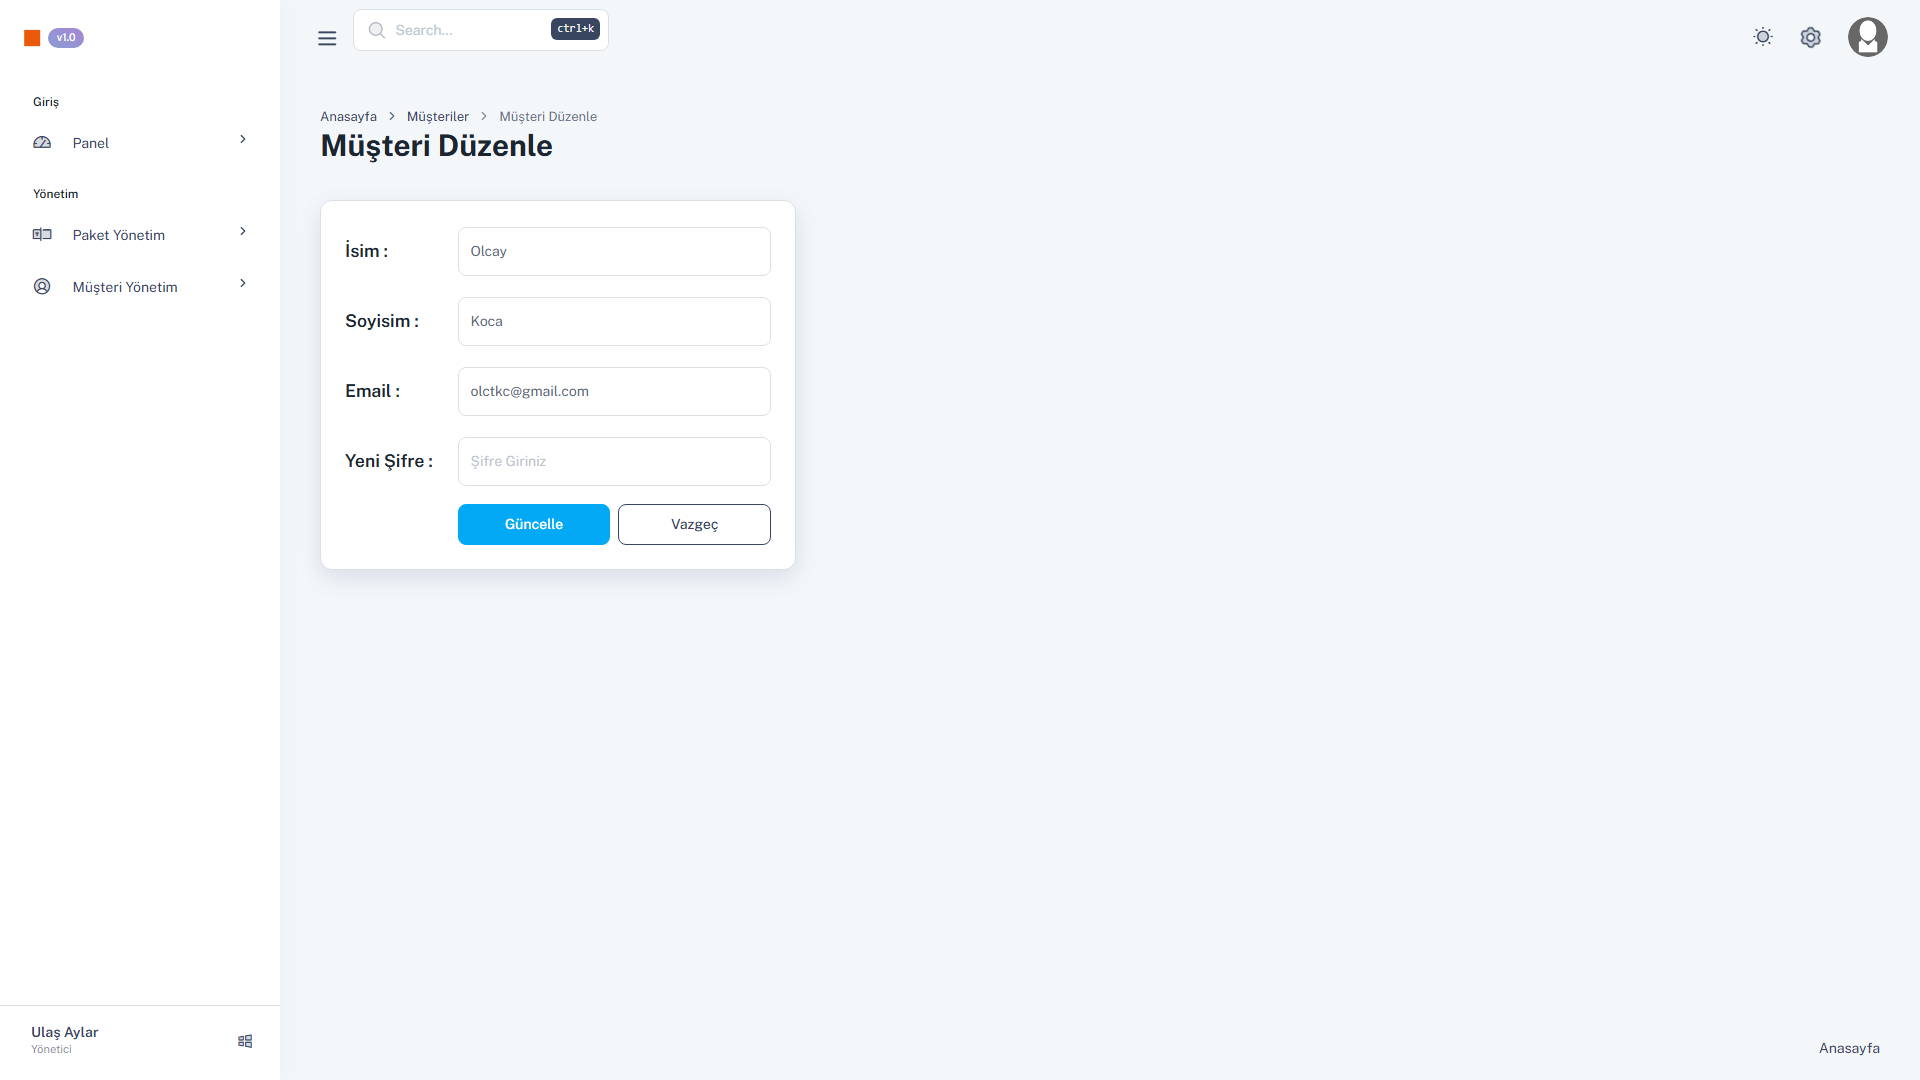 v1.0
Search...
ctrl+k
Giriş
Panel
Yönetim
Paket Yönetim
Müşteri Yönetim
Anasayfa > Müşteriler > Müşteri Düzenle
Müşteri Düzenle
İsim :
Olcay
Soyisim :
Koca
Email :
olctkc@gmail.com
Yeni Şifre :
Şifre Giriniz
Güncelle
Vazgeç
Ulaş Aylar
Yönetici
Anasayfa